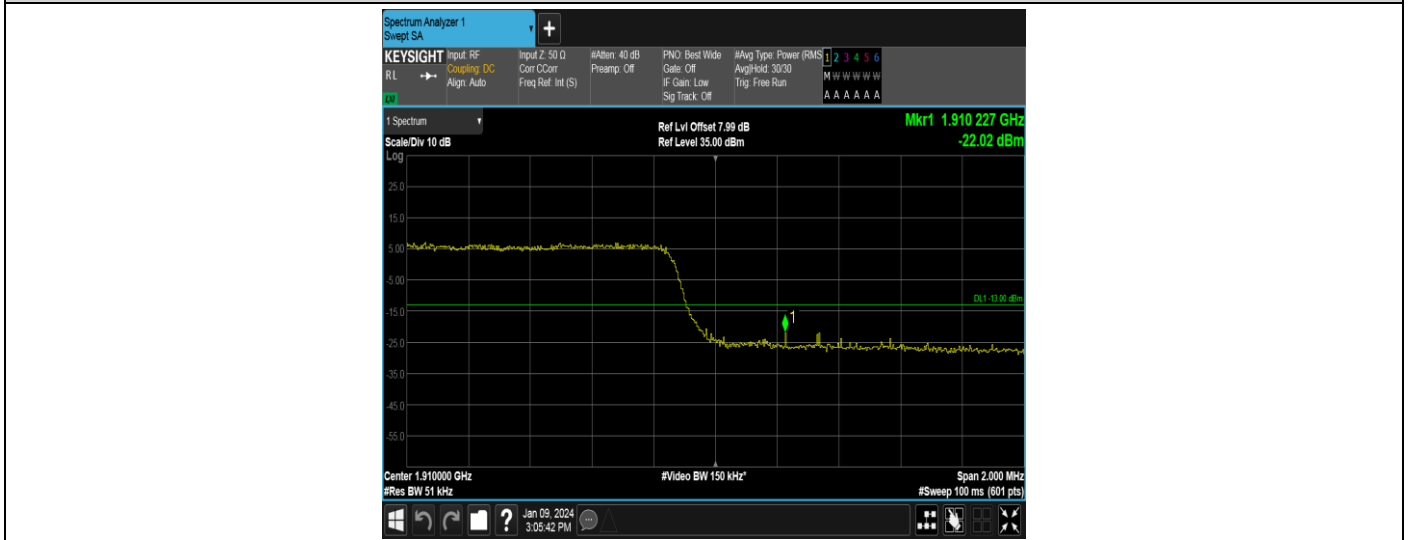 Spectrum Analyzer 1
Swept SA
+
KEYSIGHT
RL
Input: RF
Coupling: DC
Align: Auto
Input Z: 50 Ω
Corr CCorr
Freq Ref: Int (S)
#Atten: 40 dB
Preamp: Off
PNO: Best Wide
Gate: Off
IF Gain: Low
Sig Track: Off
#Avg Type: Power (RMS
Avg|Hold: 30/30
Trig: Free Run
1 2 3 4 5 6
M W W W W W
A A A A A A
1 Spectrum
Scale/Div 10 dB
Log
Ref Lvl Offset 7.99 dB
Ref Level 35.00 dBm
Mkr1 1.910 227 GHz
-22.02 dBm
25.0
15.0
5.00
-5.00
-15.0
-25.0
-35.0
-45.0
-55.0
DL1 -13.00 dBm
1
Center 1.910000 GHz
#Res BW 51 kHz
#Video BW 150 kHz*
Span 2.000 MHz
#Sweep 100 ms (601 pts)
?
Jan 09, 2024
3:05:42 PM